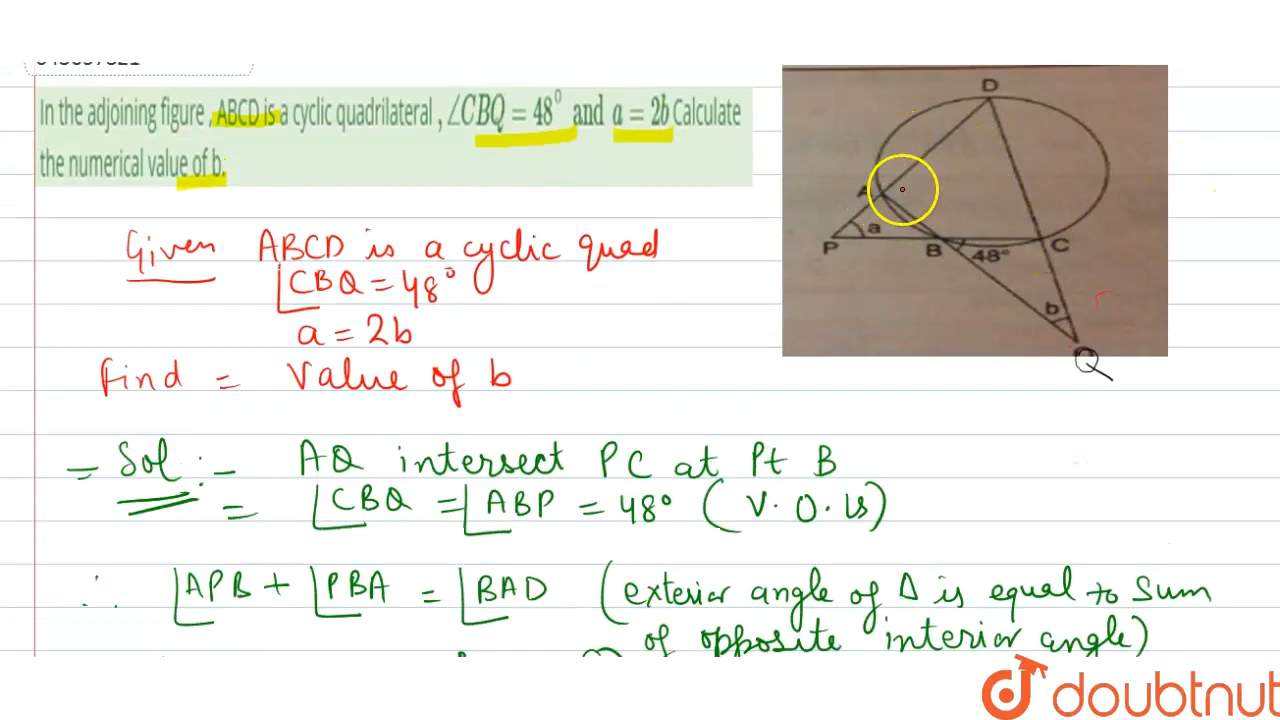 In the adjoining figure , ABCD is a cyclic quadrilateral , ∠CBQ = 48⁰ and a = 2b Calculate
the numerical value of b.
D
A
a
P
B
48°
C
b
Q
Given ABCD is a cyclic quad
∠CBQ = 48°
a = 2b
Find = Value of b
= Sol :- AQ intersect PC at Pt B
= ∠CBQ = ∠ABP = 48° ( V. O. ∠s)
∴ ∠APB + ∠PBA = ∠BAD (exterior angle of Δ is equal to Sum
of opposite interior angle)
doubtnut